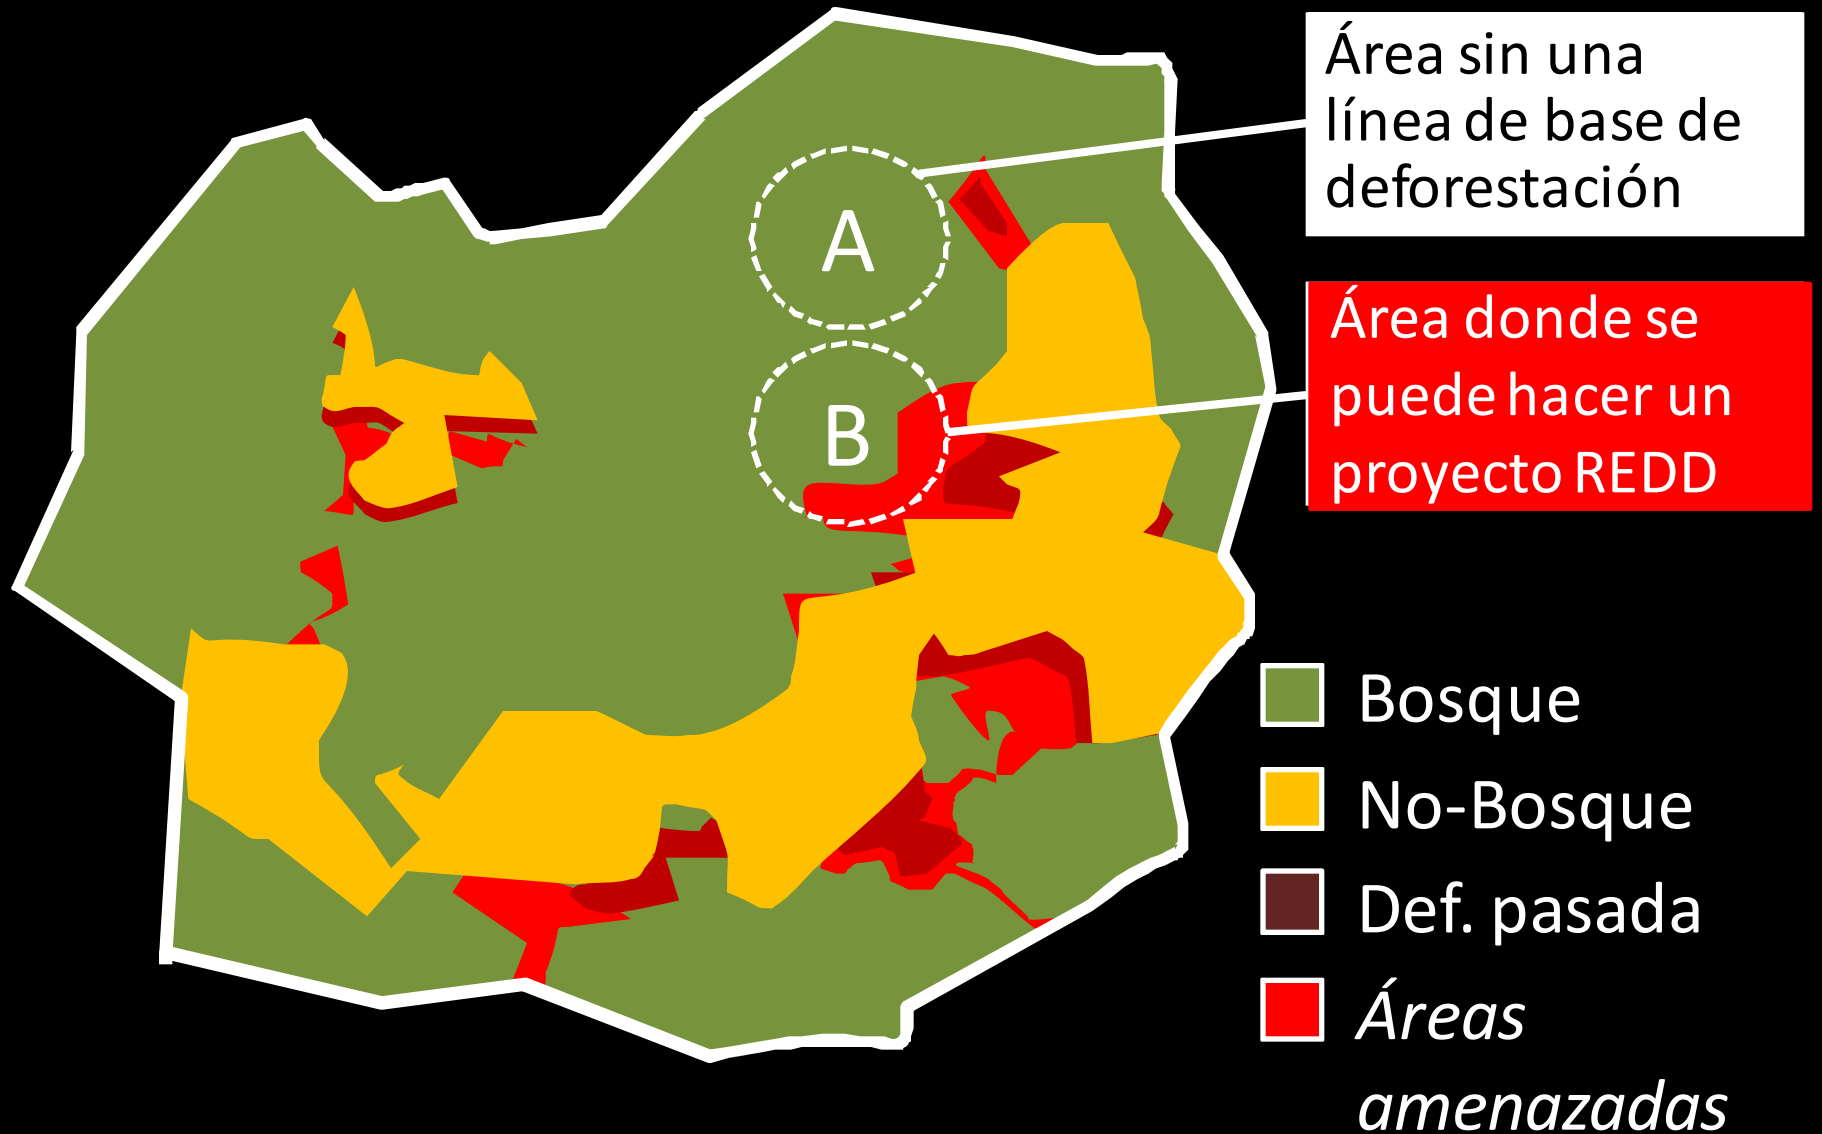 Área sin una
línea de base de
deforestación
A
Área donde se
puede hacer un
proyecto REDD
B
Bosque
No-Bosque
Def. pasada
Áreas
amenazadas